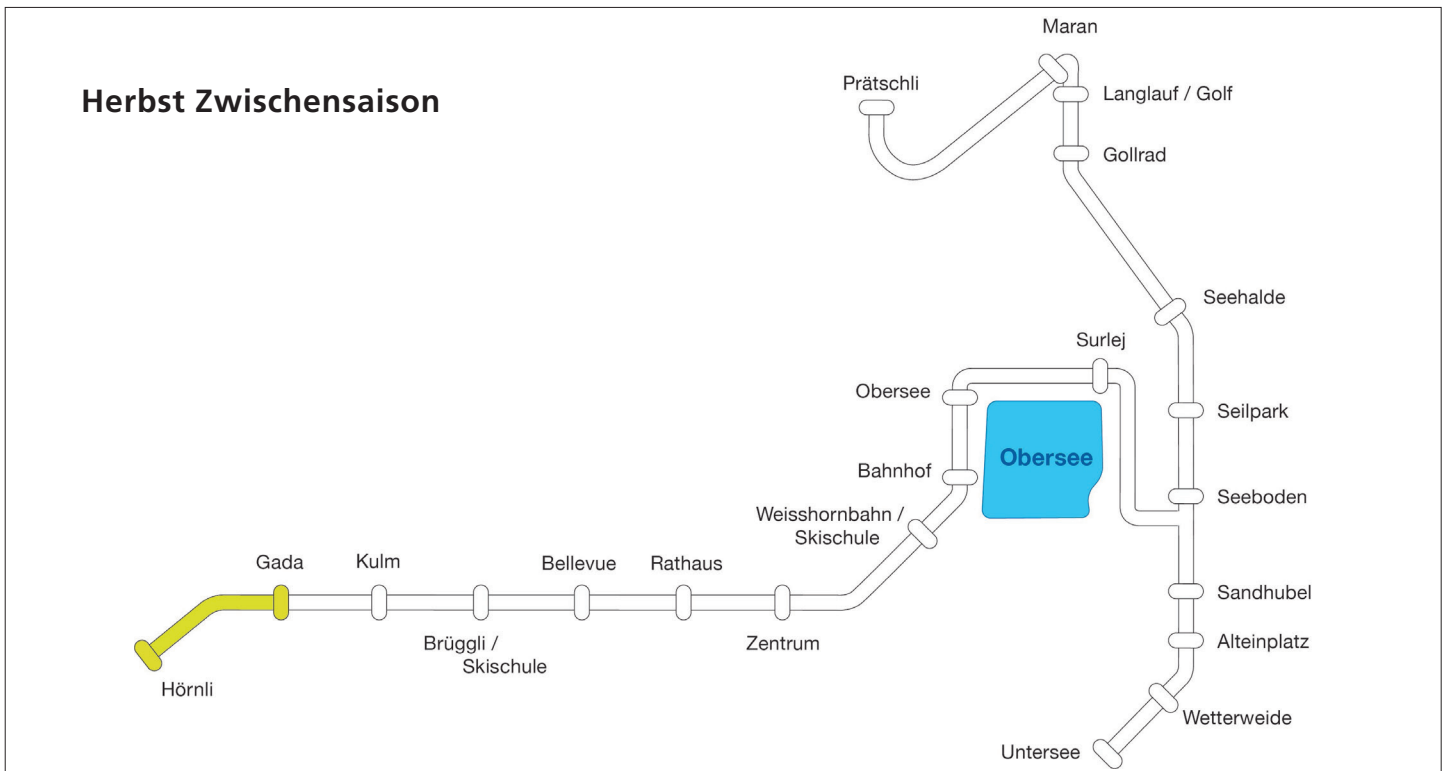 Herbst Zwischensaison
Maran
Prätschli
Langlauf / Golf
Gollrad
Seehalde
Surlej
Obersee
Seilpark
Obersee
Bahnhof
Seeboden
Weisshornbahn /
Skischule
Gada
Kulm
Bellevue
Rathaus
Sandhubel
Brüggli /
Skischule
Zentrum
Alteinplatz
Hörnli
Wetterweide
Untersee